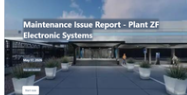 Maintenance Issue Report - Plant ZF
Electronic Systems